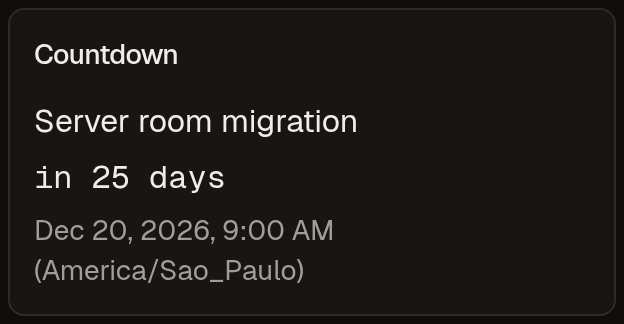 Countdown
Server room migration
in 25 days
Dec 20, 2026, 9:00 AM
(America/Sao_Paulo)